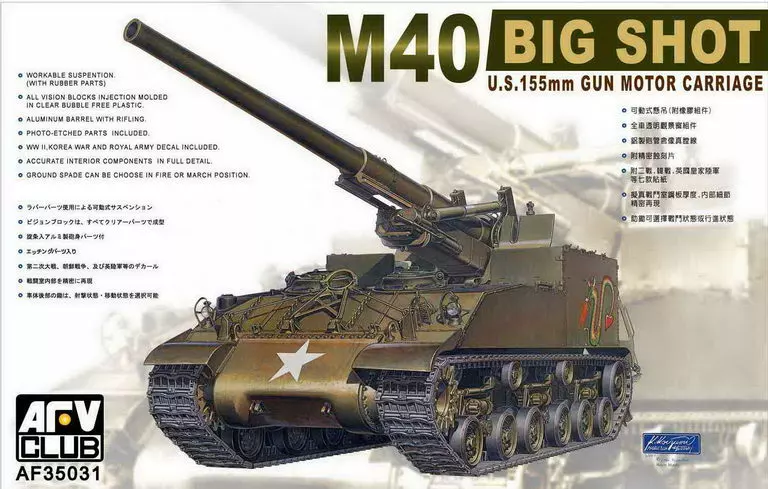 M40 BIG SHOT
U.S.155mm GUN MOTOR CARRIAGE
WORKABLE SUSPENTION.
(WITH RUBBER PARTS)
ALL VISION BLOCKS INJECTION MOLDED
IN CLEAR BUBBLE FREE PLASTIC.
ALUMINUM BARREL WITH RIFLING.
PHOTO-ETCHED PARTS INCLUDED.
WW II,KOREA WAR AND ROYAL ARMY DECAL INCLUDED.
ACCURATE INTERIOR COMPONENTS IN FULL DETAIL.
GROUND SPADE CAN BE CHOOSE IN FIRE OR MARCH POSITION.
ラバーパーツ使用による可動式サスペンション
ビジョンブロックは、すべてクリアーパーツで成型
旋条入アルミ製砲身パーツ付
エッチングパーツ入り
第二次大戦、朝鮮戦争、及び英陸軍等のデカール
戦闘室内部を精密に再現
車体後部の鋤は、射撃状態・移動状態を選択可能
可動式懸吊(附橡膠組件)
全車透明觀景窗組件
鋁製砲管膏像真膛線
附精密蝕刻片
附二戰.韓戰.英國皇家陸軍
等七款貼紙
擬真戰鬥室鋼板厚度.內部細節
精密再現
防鋤可選擇戰鬥狀態或行進狀態
AFV
CLUB
AF35031